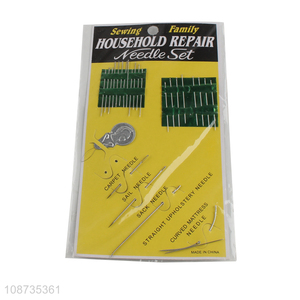 Sewing Family
HOUSEHOLD REPAIR
Needle Set
CARPET NEEDLE
SAIL NEEDLE
SACK NEEDLE
STRAIGHT UPHOLSTERY NEEDLE
CURVED MATTRESS
NEEDLE
MADE IN CHINA
©108735361